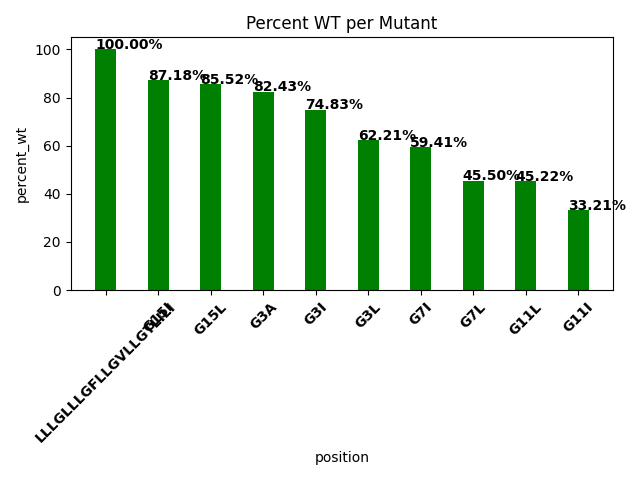 Percent WT per Mutant
percent_wt
100
80
60
40
20
0
100.00%
87.18%
85.52%
82.43%
74.83%
62.21%
59.41%
45.50%
45.22%
33.21%
G15I
G15L
G3A
G3I
G3L
G7I
G7L
G11L
G11I
position